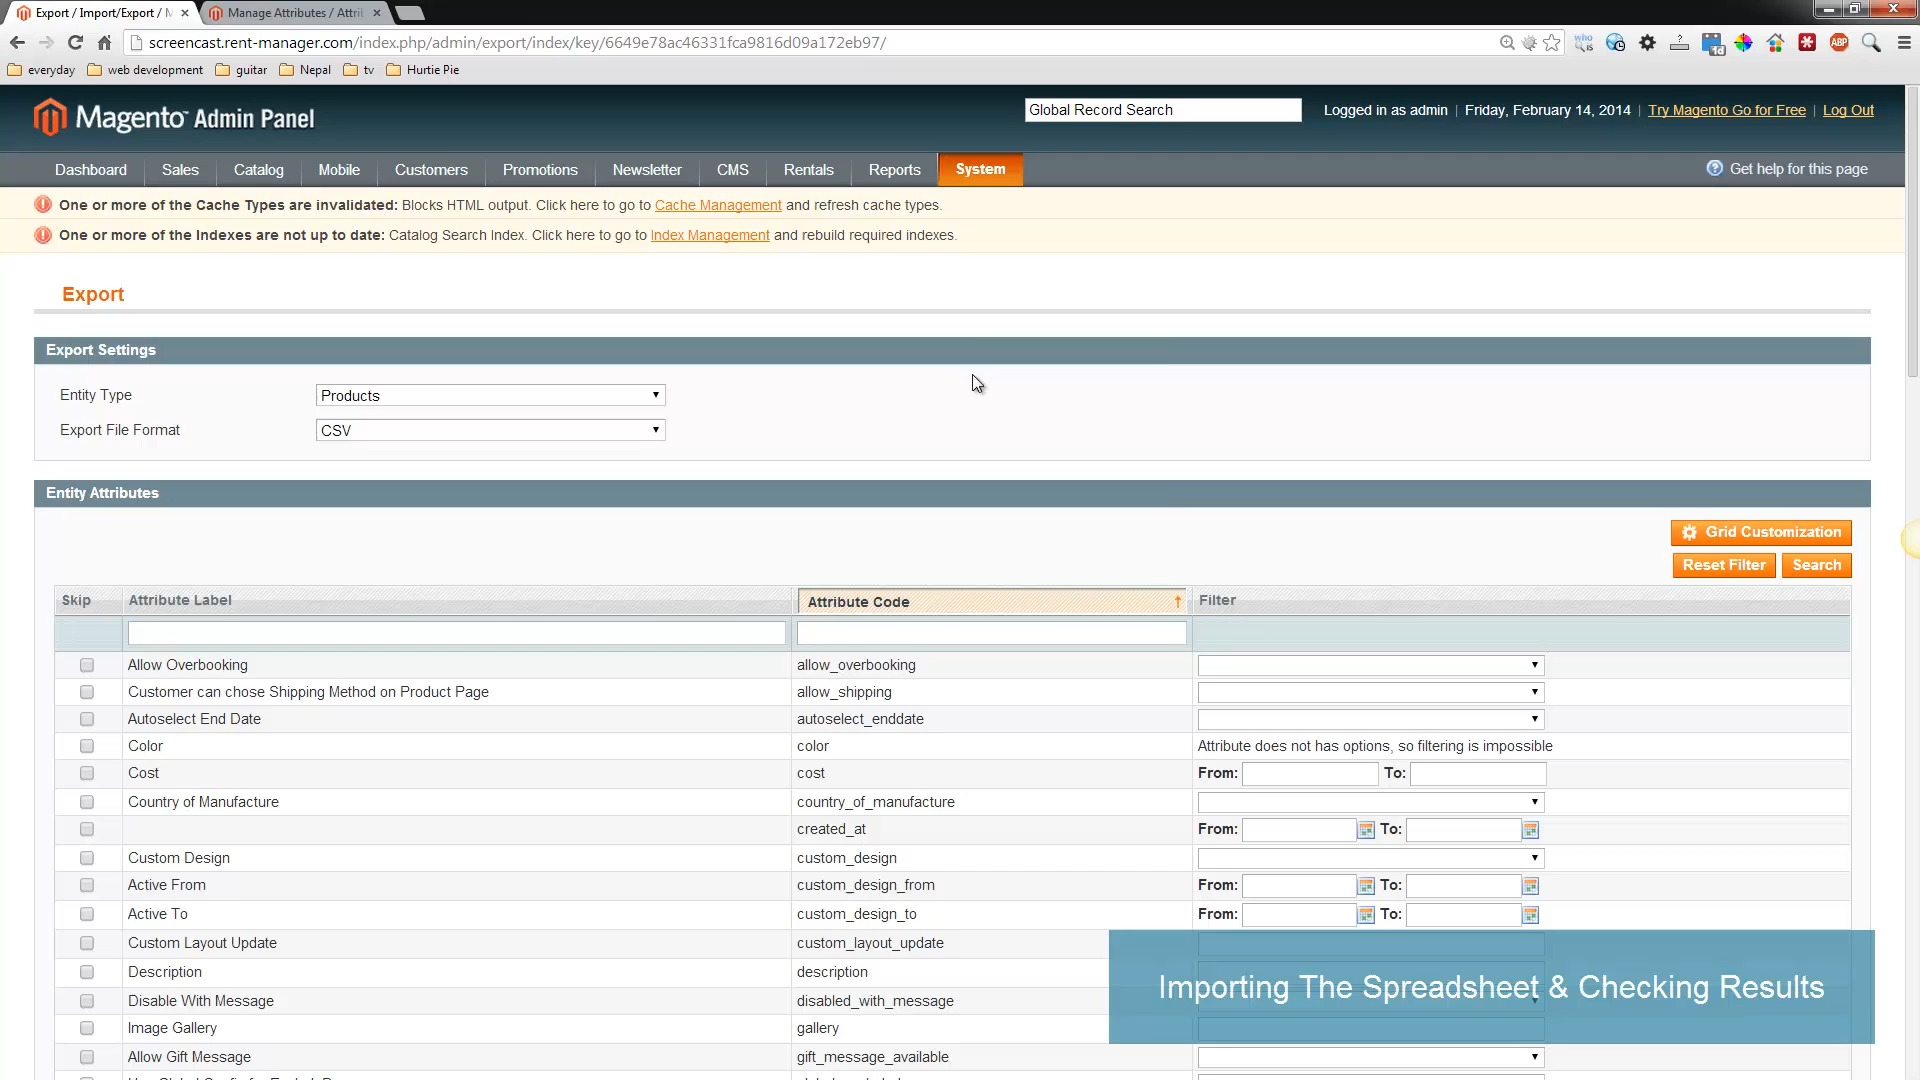 Export / Import/Export / M
Manage Attributes / Attri
screencast.rent-manager.com/index.php/admin/export/index/key/6649e78ac46331fca9816d09a172eb97/
everyday web development guitar Nepal tv Hurtie Pie
Magento Admin Panel
Global Record Search
Logged in as admin | Friday, February 14, 2014 | Try Magento Go for Free | Log Out
Dashboard Sales Catalog Mobile Customers Promotions Newsletter CMS Rentals Reports System
Get help for this page
One or more of the Cache Types are invalidated: Blocks HTML output. Click here to go to Cache Management and refresh cache types.
One or more of the Indexes are not up to date: Catalog Search Index. Click here to go to Index Management and rebuild required indexes.
Export
Export Settings
Entity Type Products
Export File Format CSV
Entity Attributes
Grid Customization
Reset Filter Search
Skip Attribute Label Attribute Code Filter
Allow Overbooking allow_overbooking
Customer can chose Shipping Method on Product Page allow_shipping
Autoselect End Date autoselect_enddate
Color color Attribute does not has options, so filtering is impossible
Cost cost From: To:
Country of Manufacture country_of_manufacture
created_at From: To:
Custom Design custom_design
Active From custom_design_from From: To:
Active To custom_design_to From: To:
Custom Layout Update custom_layout_update
Description description
Importing The Spreadsheet & Checking Results
Disable With Message disabled_with_message
Image Gallery gallery
Allow Gift Message gift_message_available